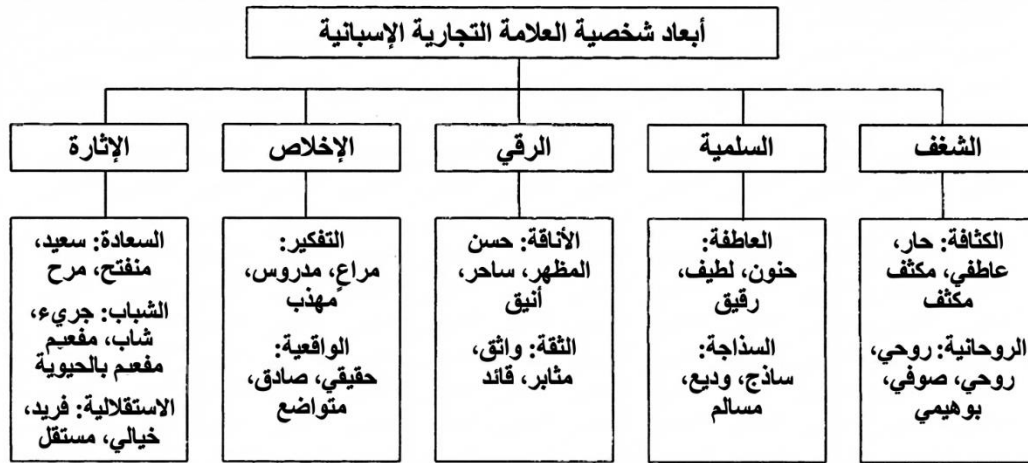 أبعاد شخصية العلامة التجارية الإسبانية
الشغف
السلمية
الرقي
الإخلاص
الإثارة
الكثافة: حار،
عاطفي، مكثف
مكثف
الروحانية: روحي،
روحي، صوفي،
بوهيمي
العاطفة:
حنون، لطيف،
رقيق
السذاجة:
ساذج، وديع،
مسالم
الأناقة: حسن
المظهر، ساحر،
أنيق
الثقة: واثق،
مثابر، قائد
التفكير:
مراعٍ، مدروس،
مهذب
الواقعية:
حقيقي، صادق،
متواضع
السعادة: سعيد،
منفتح، مرح
الشباب: جريء،
شاب، مفعم
مفعم بالحيوية
الاستقلالية: فريد،
خيالي، مستقل